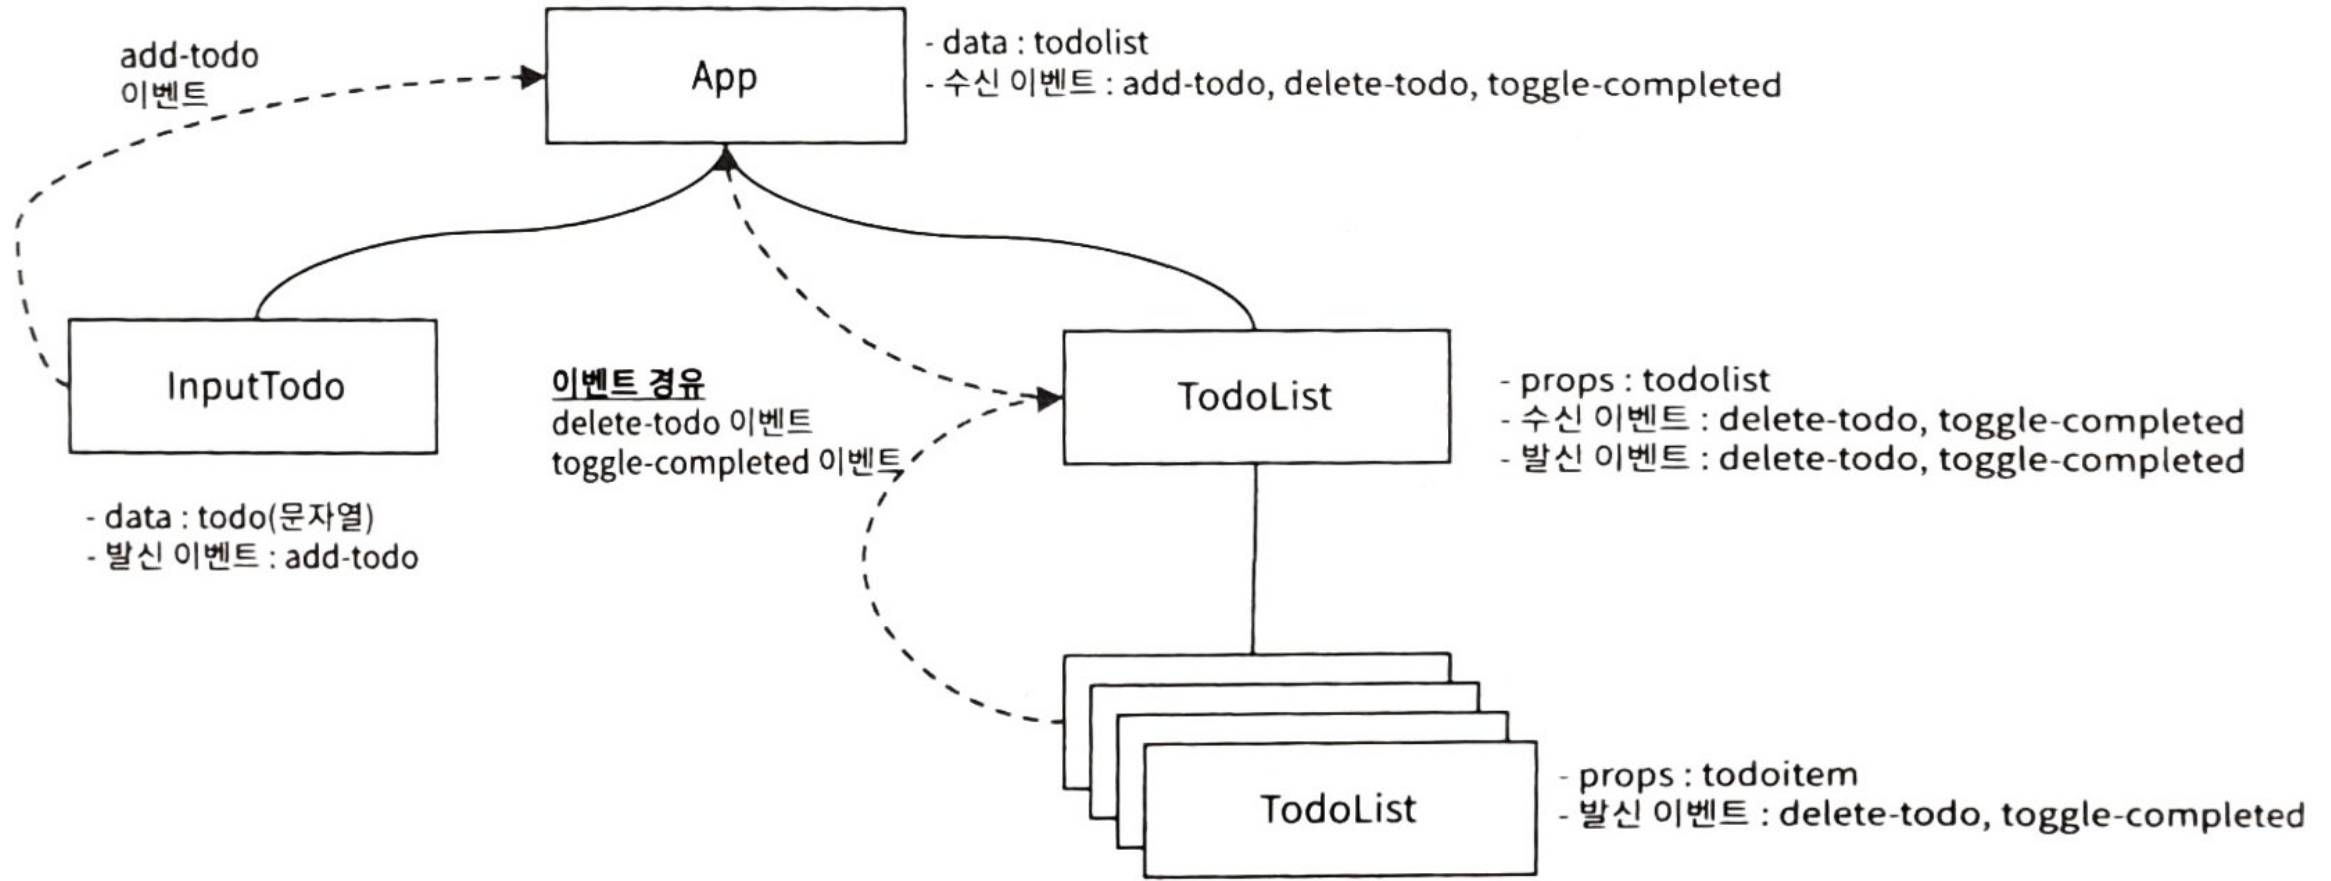 add-todo
이벤트
App
- data : todolist
- 수신 이벤트 : add-todo, delete-todo, toggle-completed
InputTodo
- data : todo(문자열)
- 발신 이벤트 : add-todo
이벤트 경유
delete-todo 이벤트
toggle-completed 이벤트
TodoList
- props : todolist
- 수신 이벤트 : delete-todo, toggle-completed
- 발신 이벤트 : delete-todo, toggle-completed
TodoList
- props : todoitem
- 발신 이벤트 : delete-todo, toggle-completed